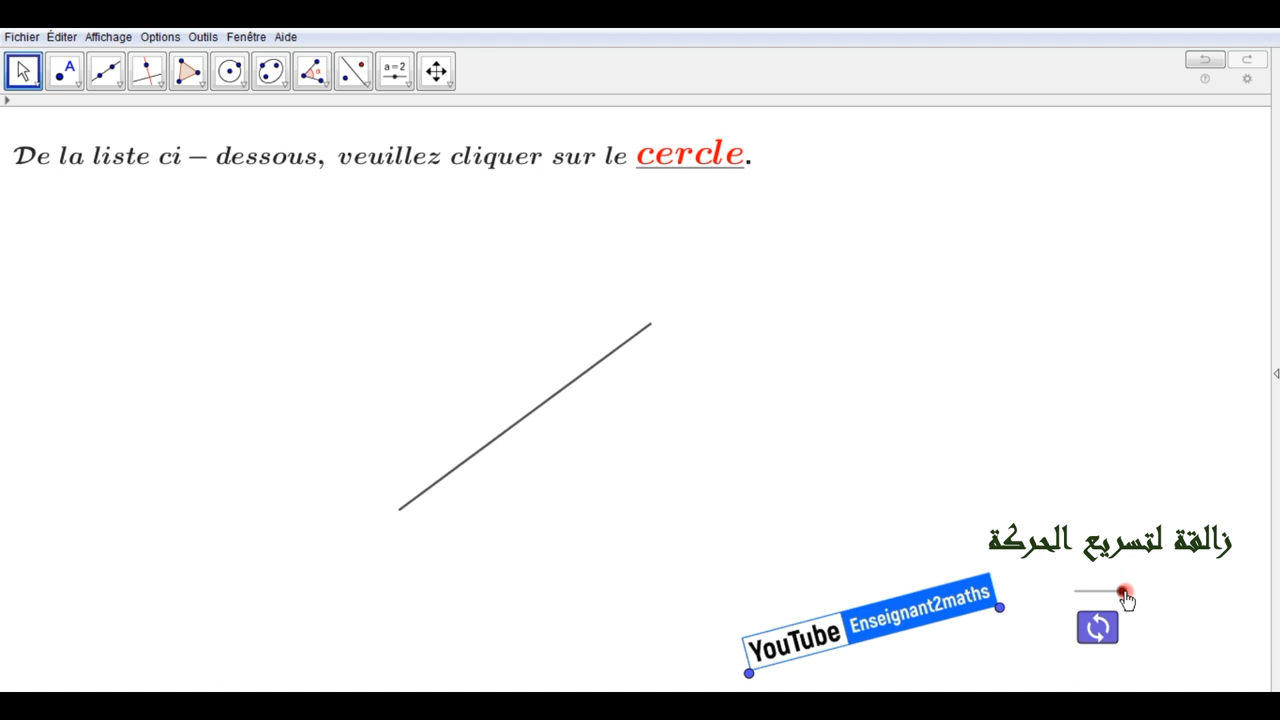 Fichier Éditer Affichage Options Outils Fenêtre Aide
A
α
a=2
De la liste ci – dessous, veuillez cliquer sur le cercle.
زالقة لتسريع الحركة
YouTube Enseignant2maths